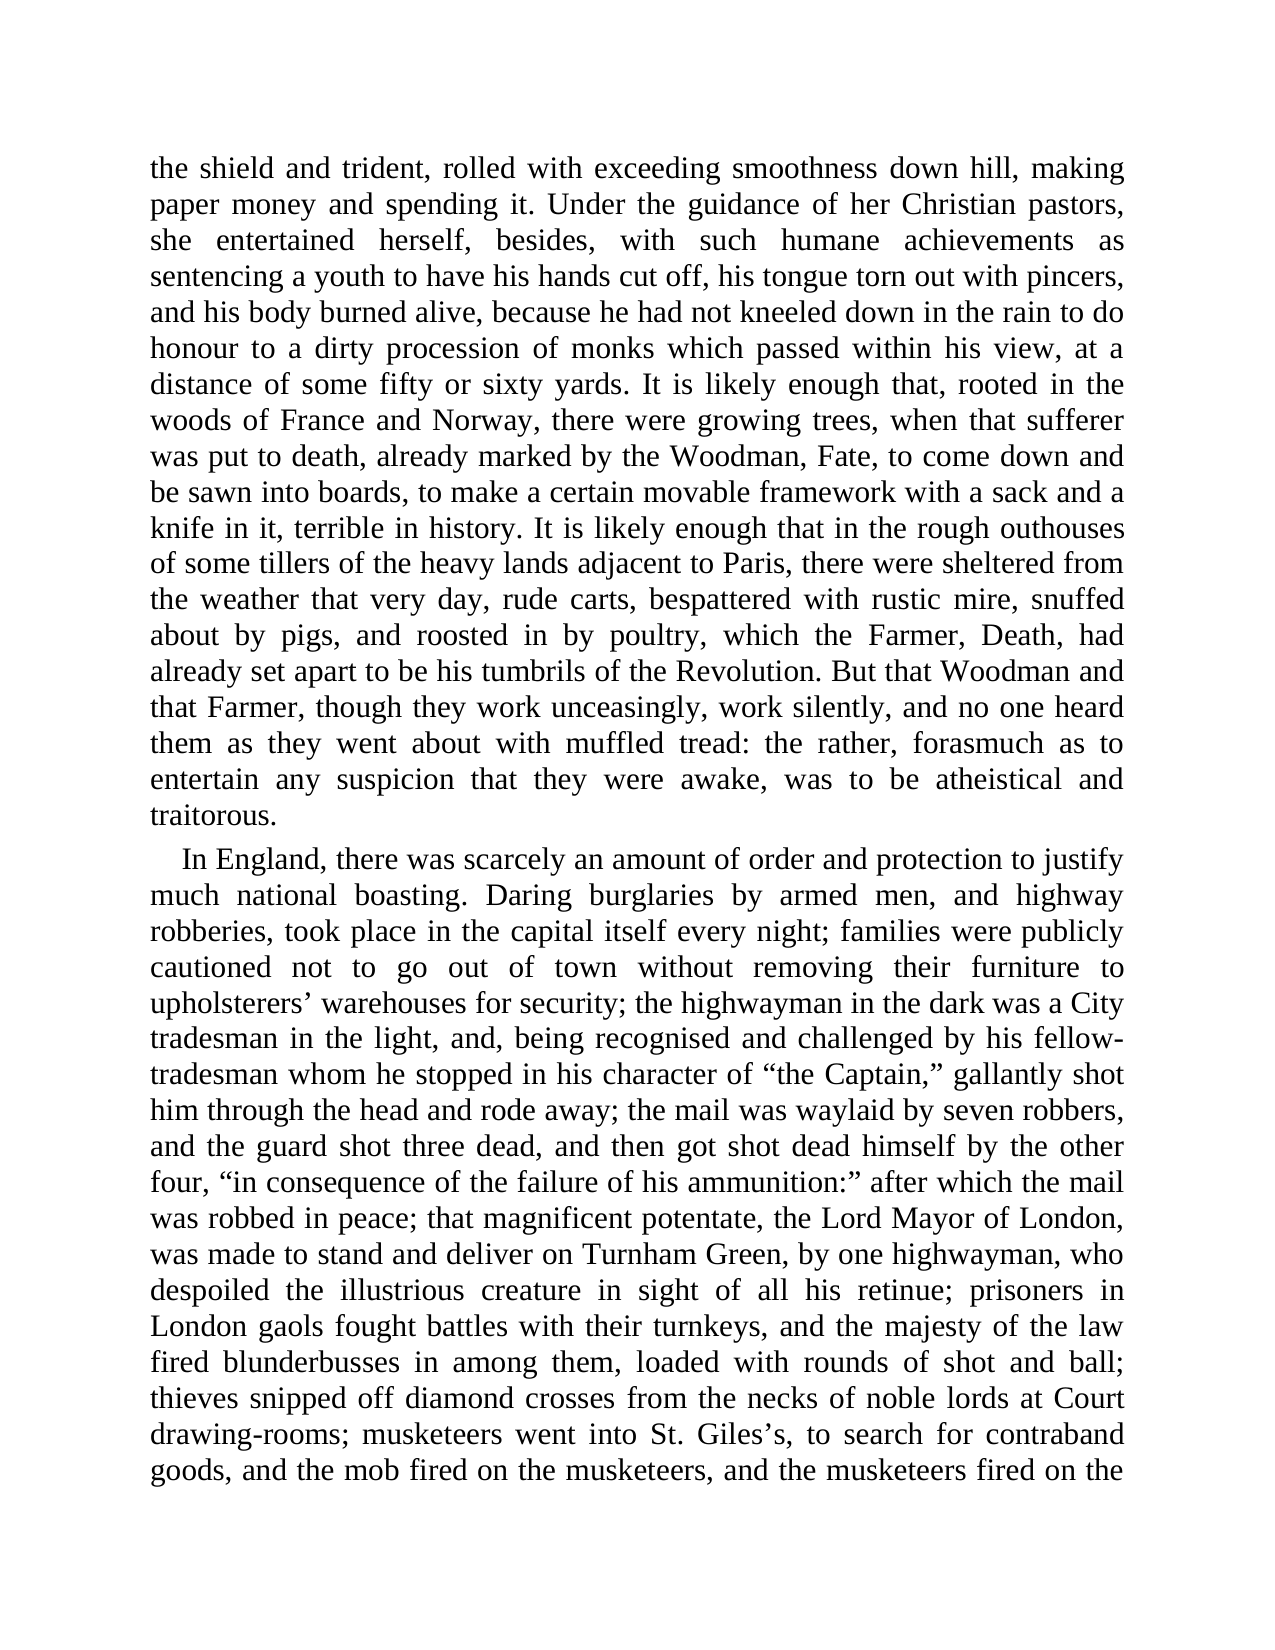 the shield and trident, rolled with exceeding smoothness down hill, making
paper money and spending it. Under the guidance of her Christian pastors,
she entertained herself, besides, with such humane achievements as
sentencing a youth to have his hands cut off, his tongue torn out with pincers,
and his body burned alive, because he had not kneeled down in the rain to do
honour to a dirty procession of monks which passed within his view, at a
distance of some fifty or sixty yards. It is likely enough that, rooted in the
woods of France and Norway, there were growing trees, when that sufferer
was put to death, already marked by the Woodman, Fate, to come down and
be sawn into boards, to make a certain movable framework with a sack and a
knife in it, terrible in history. It is likely enough that in the rough outhouses
of some tillers of the heavy lands adjacent to Paris, there were sheltered from
the weather that very day, rude carts, bespattered with rustic mire, snuffed
about by pigs, and roosted in by poultry, which the Farmer, Death, had
already set apart to be his tumbrils of the Revolution. But that Woodman and
that Farmer, though they work unceasingly, work silently, and no one heard
them as they went about with muffled tread: the rather, forasmuch as to
entertain any suspicion that they were awake, was to be atheistical and
traitorous.
In England, there was scarcely an amount of order and protection to justify
much national boasting. Daring burglaries by armed men, and highway
robberies, took place in the capital itself every night; families were publicly
cautioned not to go out of town without removing their furniture to
upholsterers’ warehouses for security; the highwayman in the dark was a City
tradesman in the light, and, being recognised and challenged by his fellow-
tradesman whom he stopped in his character of “the Captain,” gallantly shot
him through the head and rode away; the mail was waylaid by seven robbers,
and the guard shot three dead, and then got shot dead himself by the other
four, “in consequence of the failure of his ammunition:” after which the mail
was robbed in peace; that magnificent potentate, the Lord Mayor of London,
was made to stand and deliver on Turnham Green, by one highwayman, who
despoiled the illustrious creature in sight of all his retinue; prisoners in
London gaols fought battles with their turnkeys, and the majesty of the law
fired blunderbusses in among them, loaded with rounds of shot and ball;
thieves snipped off diamond crosses from the necks of noble lords at Court
drawing-rooms; musketeers went into St. Giles’s, to search for contraband
goods, and the mob fired on the musketeers, and the musketeers fired on the